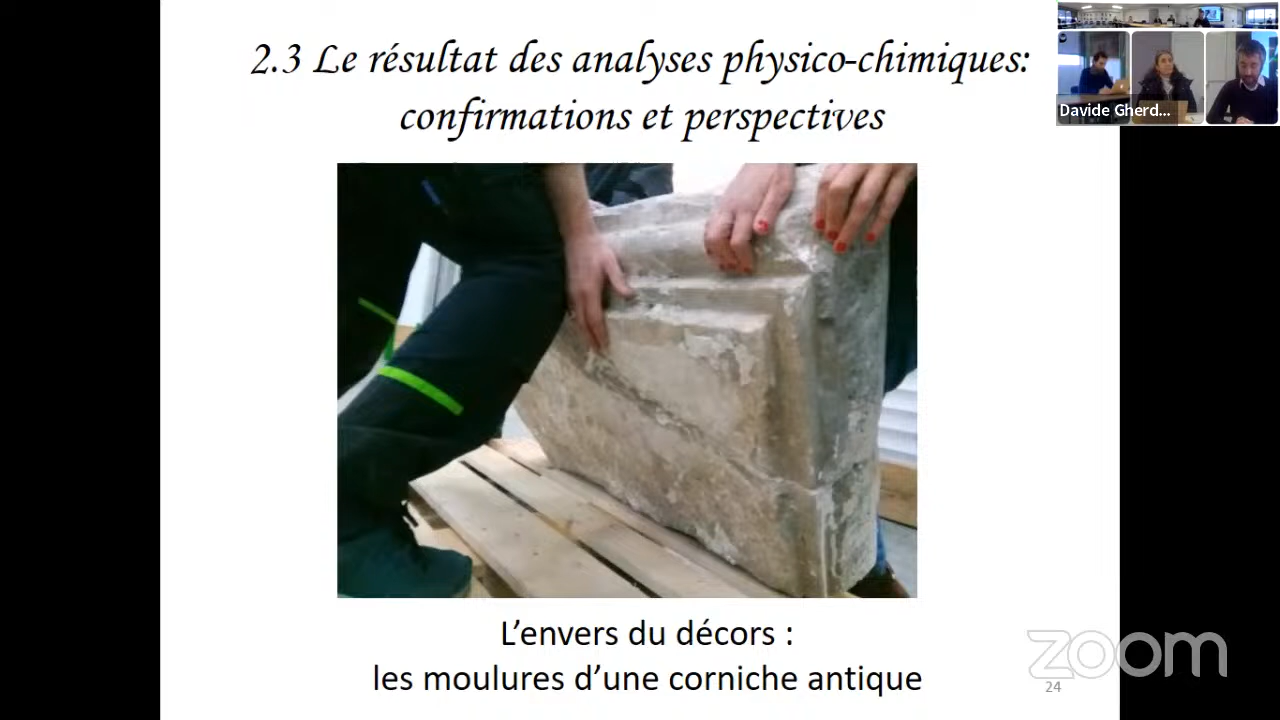 2.3 Le résultat des analyses physico-chimiques:
confirmations et perspectives
Davide Gherd...
L’envers du décors :
les moulures d’une corniche antique
zoom
24